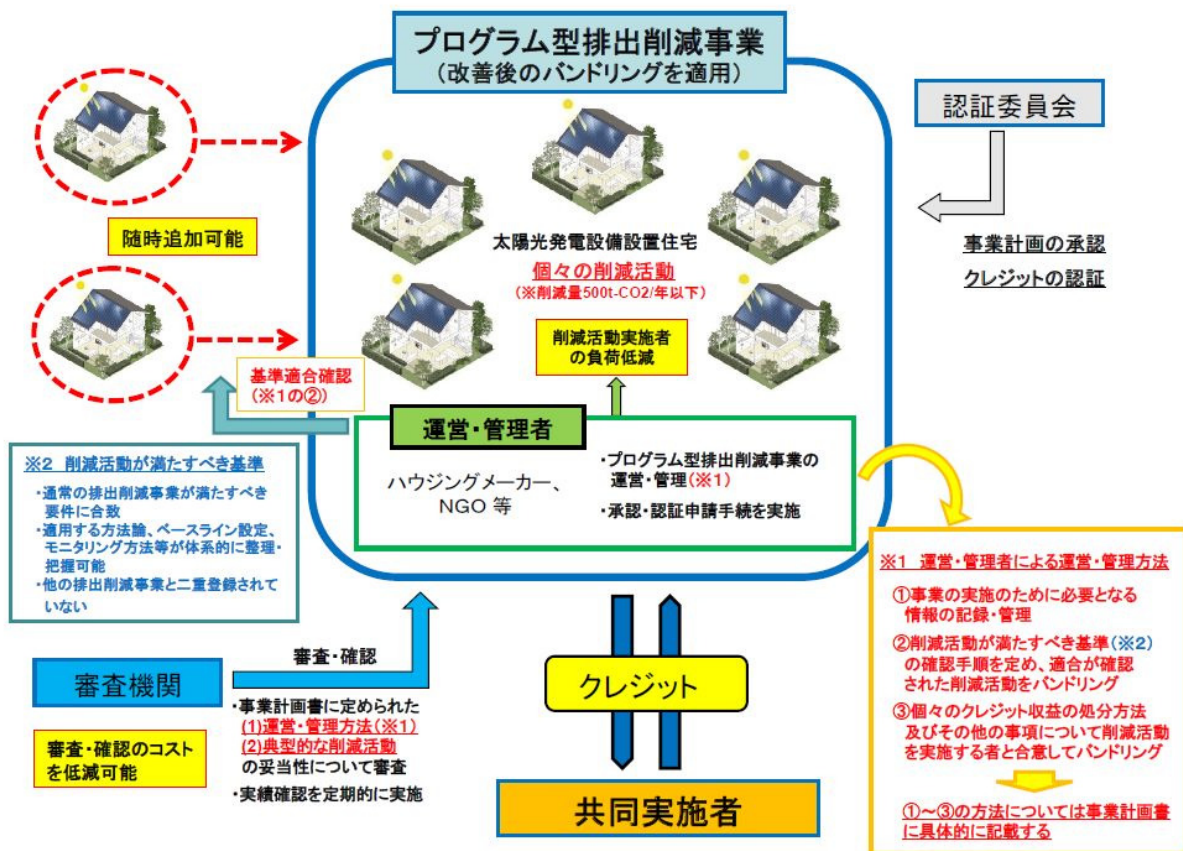 プログラム型排出削減事業
（改善後のバンドリングを適用）
認証委員会
事業計画の承認
クレジットの認証
随時追加可能
太陽光発電設備設置住宅
個々の削減活動
（※削減量500t-CO2/年以下）
削減活動実施者
の負荷低減
基準適合確認
（※1の②）
運営・管理者
ハウジングメーカー、
NGO 等
・プログラム型排出削減事業の
運営・管理（※1）
・承認・認証申請手続を実施
※2 削減活動が満たすべき基準
・通常の排出削減事業が満たすべき
要件に合致
・適用する方法論、ベースライン設定、
モニタリング方法等が体系的に整理・
把握可能
・他の排出削減事業と二重登録されて
いない
※1 運営・管理者による運営・管理方法
①事業の実施のために必要となる
情報の記録・管理
②削減活動が満たすべき基準（※2）
の確認手順を定め、適合が確認
された削減活動をバンドリング
③個々のクレジット収益の処分方法
及びその他の事項について削減活動
を実施する者と合意してバンドリング
①～③の方法については事業計画書
に具体的に記載する
審査機関
審査・確認
・事業計画書に定められた
(1)運営・管理方法（※1）
(2)典型的な削減活動
の妥当性について審査
・実績確認を定期的に実施
審査・確認のコスト
を低減可能
クレジット
共同実施者